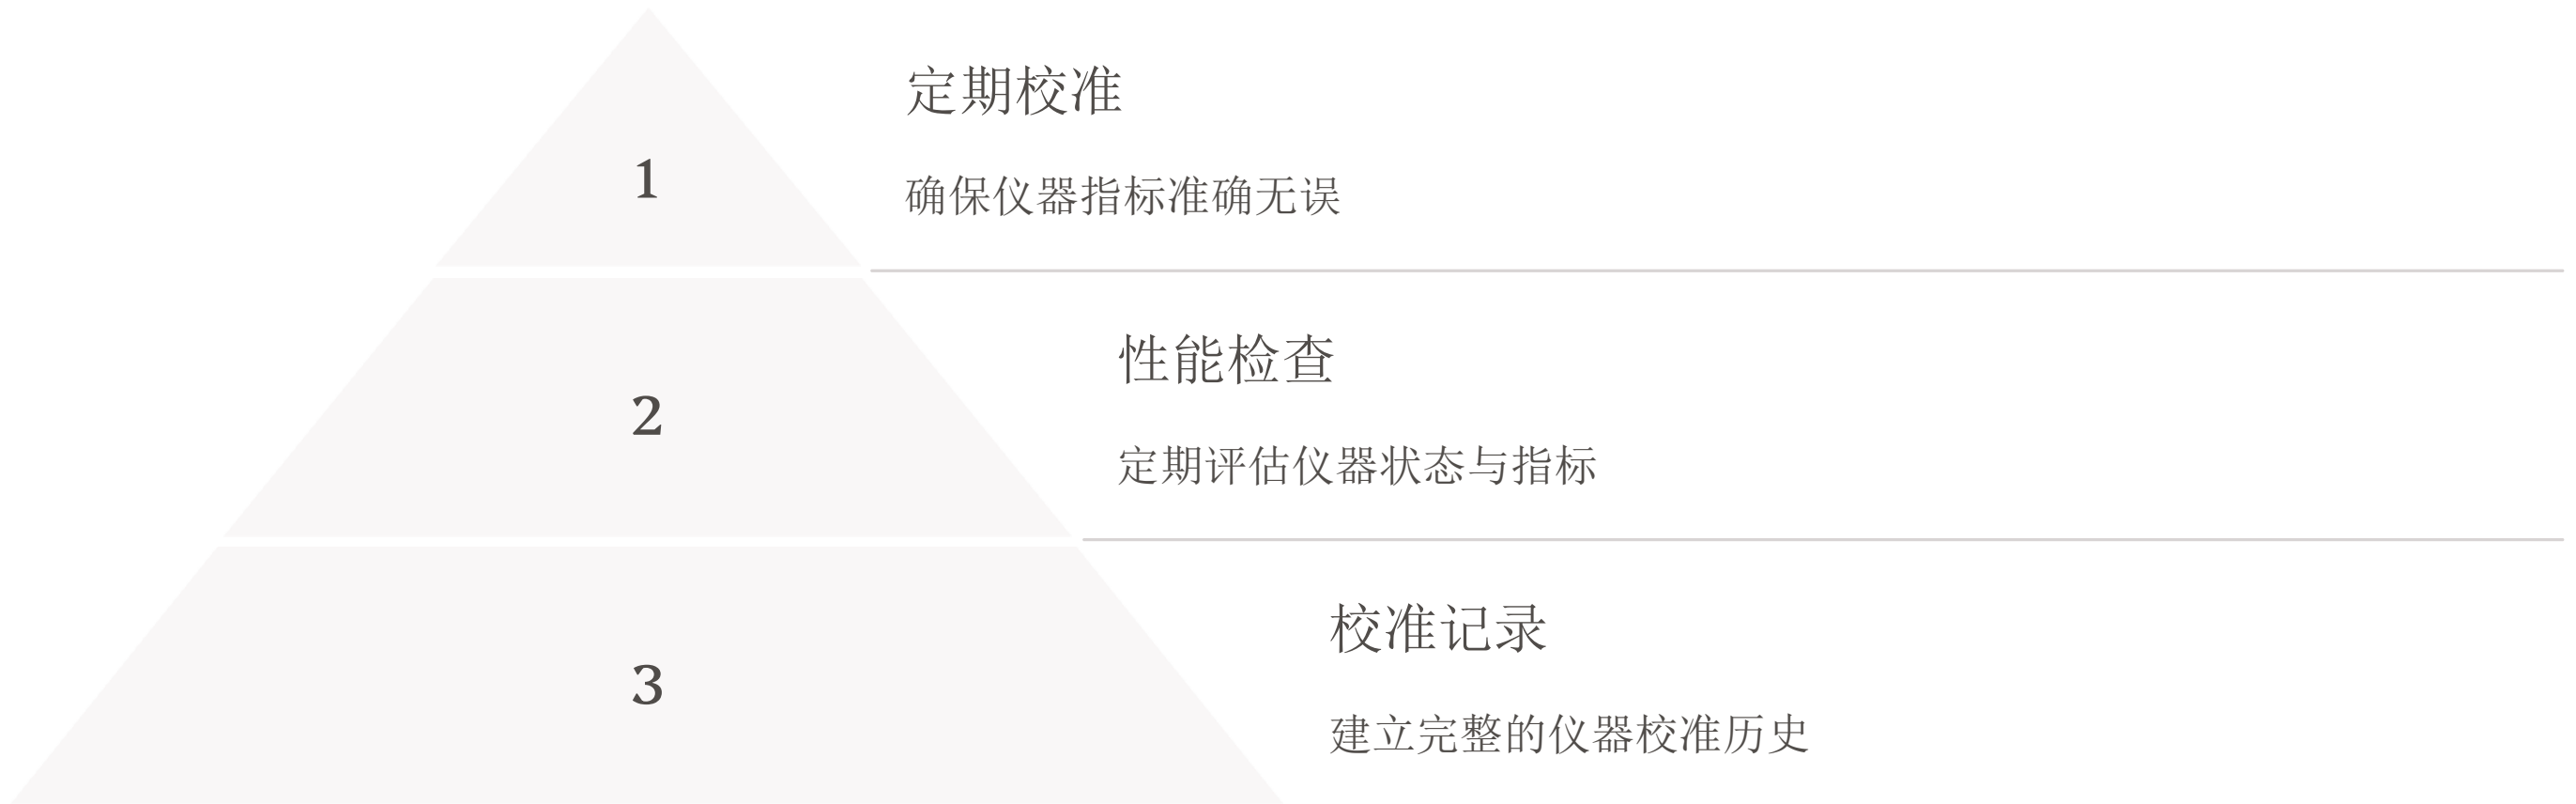 1
定期校准
确保仪器指标准确无误
2
性能检查
定期评估仪器状态与指标
3
校准记录
建立完整的仪器校准历史